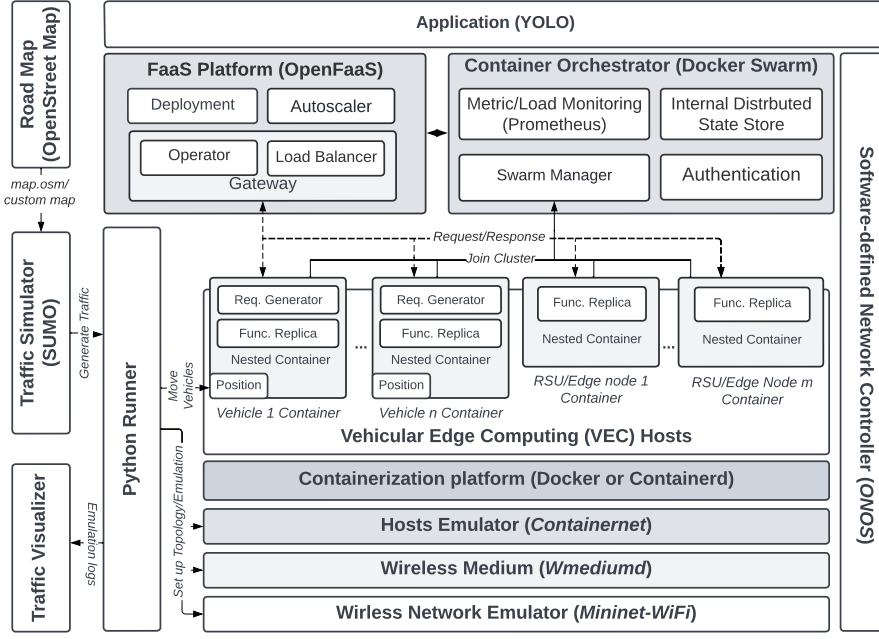 Application (YOLO)
Road Map
(OpenStreet Map)
map.osm/
custom map
Traffic Simulator
(SUMO)
Generate Traffic
Traffic Visualizer
Emulation logs
Python Runner
Move
Vehicles
Set up Topology/Emulation
FaaS Platform (OpenFaaS)
Deployment
Autoscaler
Operator
Load Balancer
Gateway
Container Orchestrator (Docker Swarm)
Metric/Load Monitoring
(Prometheus)
Internal Distrbuted
State Store
Swarm Manager
Authentication
Request/Response
Join Cluster
Req. Generator
Func. Replica
Nested Container
Position
Vehicle 1 Container
...
Req. Generator
Func. Replica
Nested Container
Position
Vehicle n Container
Func. Replica
Nested Container
RSU/Edge node 1
Container
...
Func. Replica
Nested Container
RSU/Edge Node m
Container
Vehicular Edge Computing (VEC) Hosts
Containerization platform (Docker or Containerd)
Hosts Emulator (Containernet)
Wireless Medium (Wmediumd)
Wirless Network Emulator (Mininet-WiFi)
Software-defined Network Controller (ONOS)